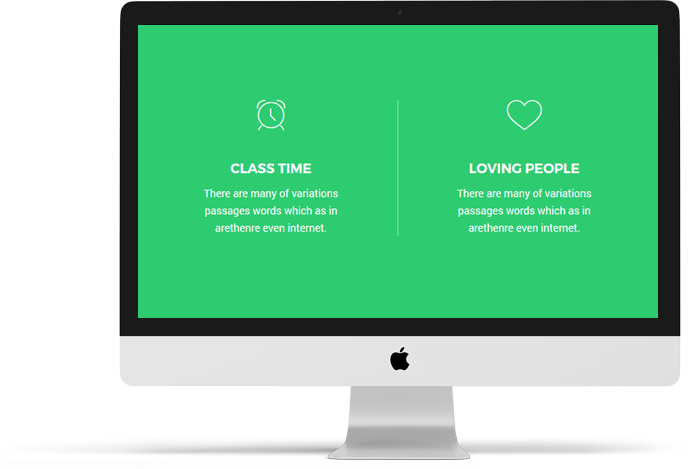 CLASS TIME
There are many of variations
passages words which as in
arethenre even internet.
LOVING PEOPLE
There are many of variations
passages words which as in
arethenre even internet.